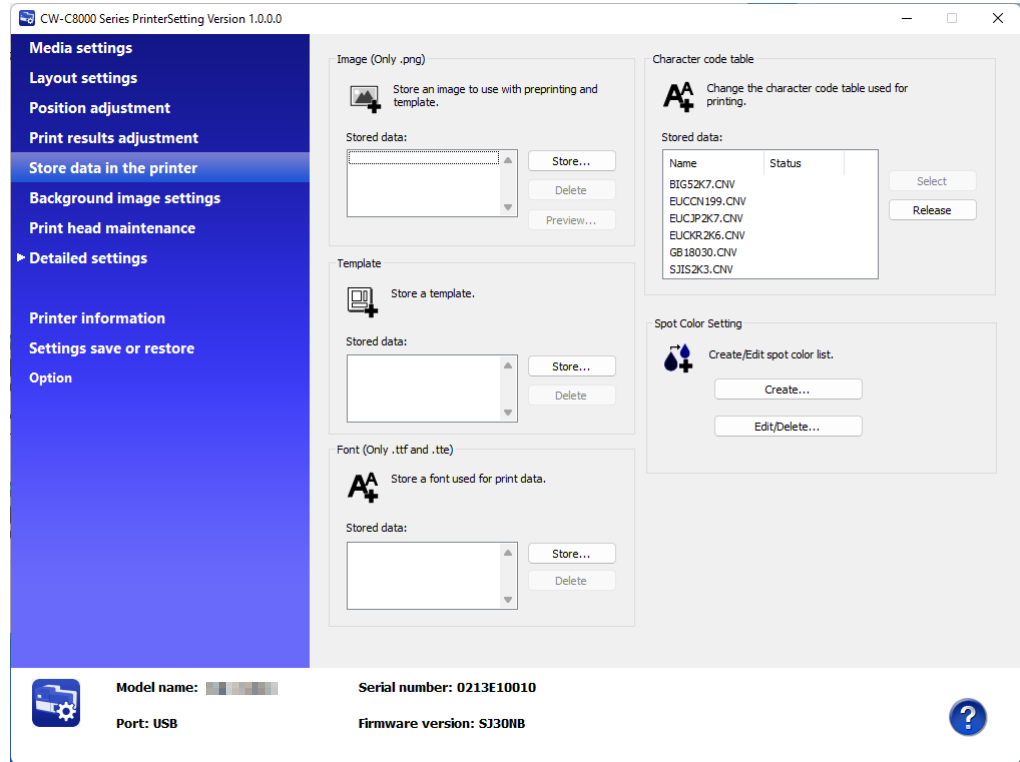 CW-C8000 Series PrinterSetting Version 1.0.0.0
Media settings
Layout settings
Position adjustment
Print results adjustment
Store data in the printer
Background image settings
Print head maintenance
Detailed settings
Printer information
Settings save or restore
Option
Image (Only .png)
Store an image to use with preprinting and
template.
Stored data:
Store...
Delete
Preview...
Template
Store a template.
Stored data:
Store...
Delete
Font (Only .ttf and .tte)
Store a font used for print data.
Stored data:
Store...
Delete
Character code table
Change the character code table used for
printing.
Stored data:
Name Status
BIG52K7.CNV
EUCCN199.CNV
EUCJP2K7.CNV
EUCKR2K6.CNV
GB18030.CNV
SJIS2K3.CNV
Select
Release
Spot Color Setting
Create/Edit spot color list.
Create...
Edit/Delete...
Model name:
Serial number: 0213E10010
Port: USB
Firmware version: SJ30NB
?